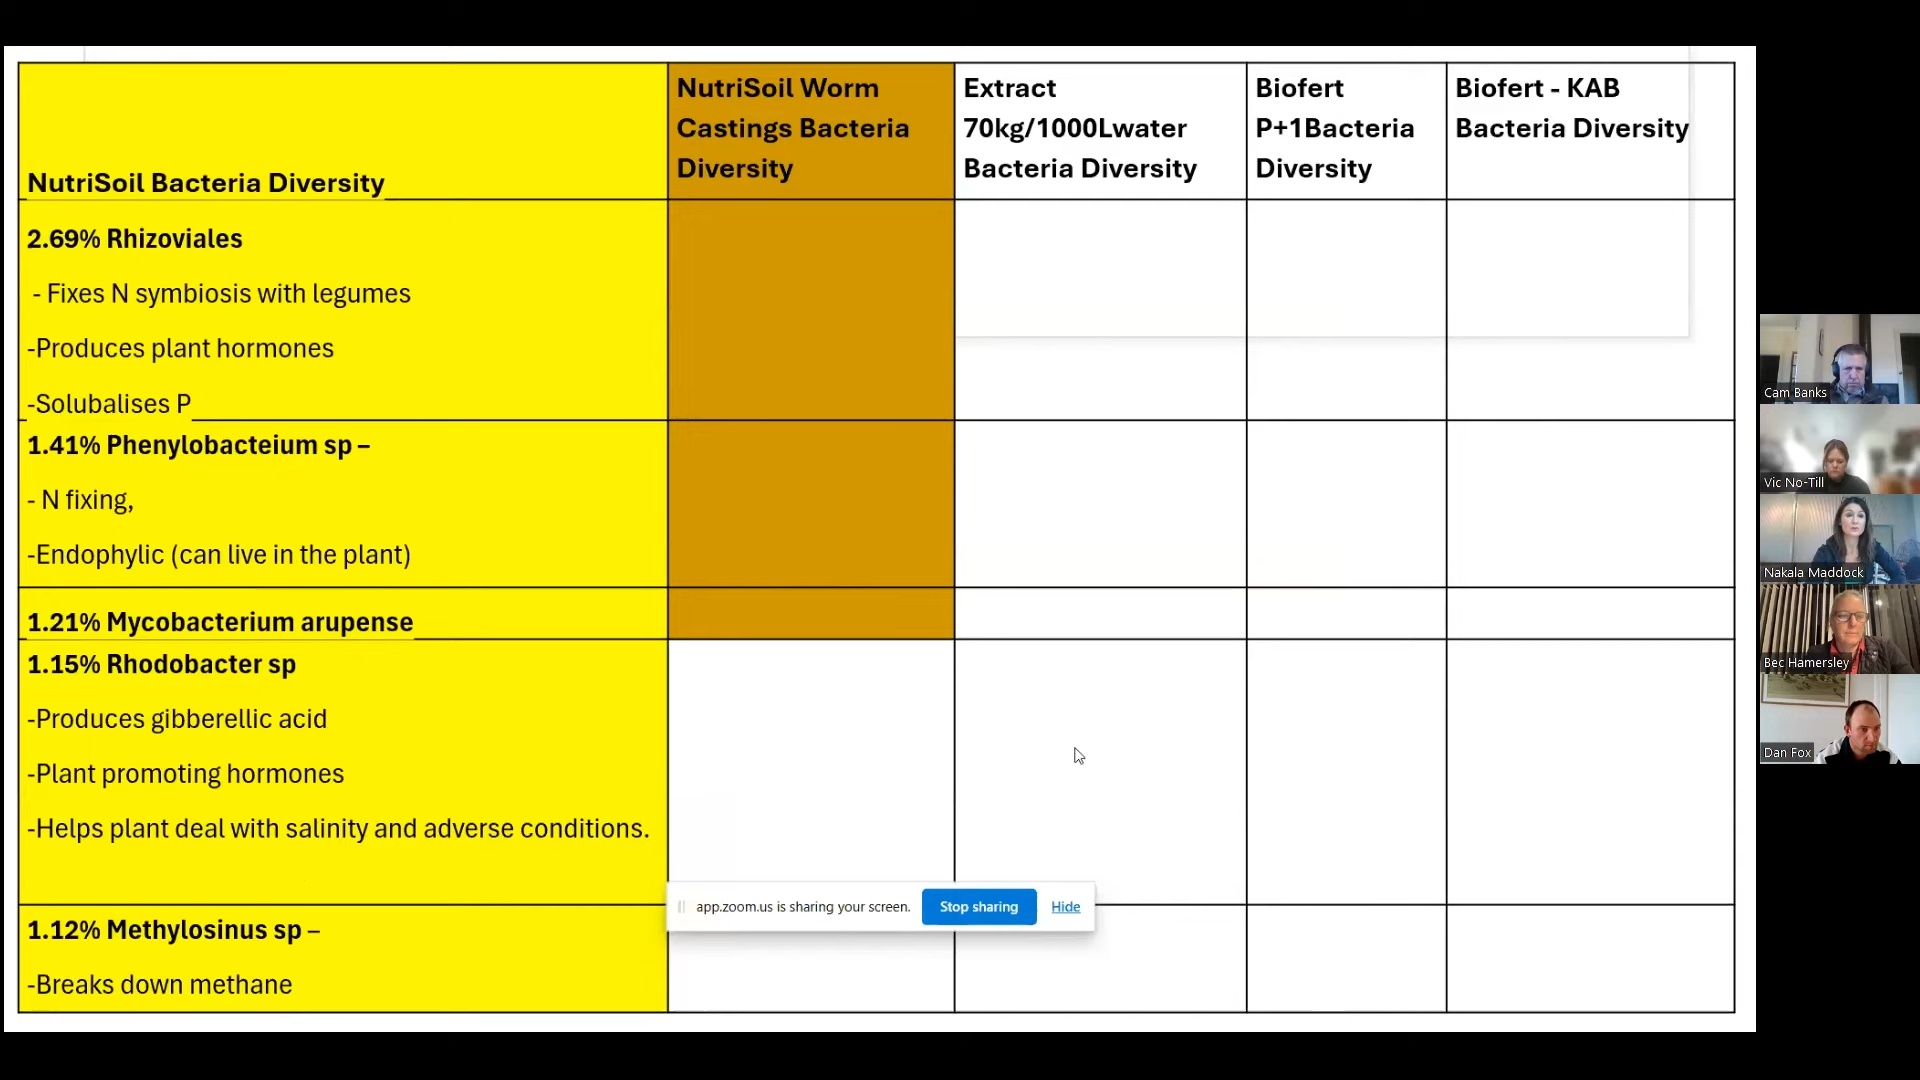 NutriSoil Bacteria Diversity
NutriSoil Worm
Castings Bacteria
Diversity
Extract
70kg/1000Lwater
Bacteria Diversity
Biofert
P+1Bacteria
Diversity
Biofert - KAB
Bacteria Diversity
2.69% Rhizoviales
- Fixes N symbiosis with legumes
-Produces plant hormones
-Solubalises P
1.41% Phenylobacteium sp –
- N fixing,
-Endophylic (can live in the plant)
1.21% Mycobacterium arupense
1.15% Rhodobacter sp
-Produces gibberellic acid
-Plant promoting hormones
-Helps plant deal with salinity and adverse conditions.
1.12% Methylosinus sp –
-Breaks down methane
app.zoom.us is sharing your screen.
Stop sharing
Hide
Cam Banks
Vic No-Till
Nakala Maddock
Bec Hamersley
Dan Fox